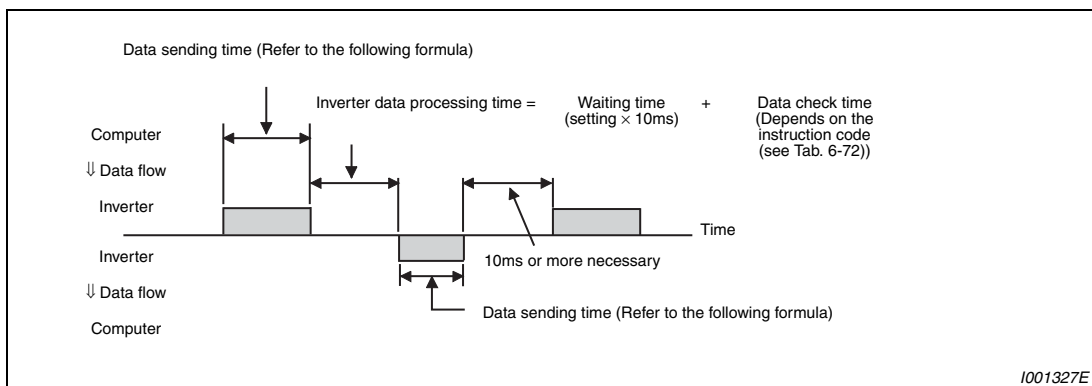 Data sending time (Refer to the following formula)
Inverter data processing time =
Waiting time
(setting × 10ms)
+
Data check time
(Depends on the
instruction code
(see Tab. 6-72))
Computer
⇓ Data flow
Inverter
Time
Inverter
⇓ Data flow
Computer
10ms or more necessary
Data sending time (Refer to the following formula)
I001327E